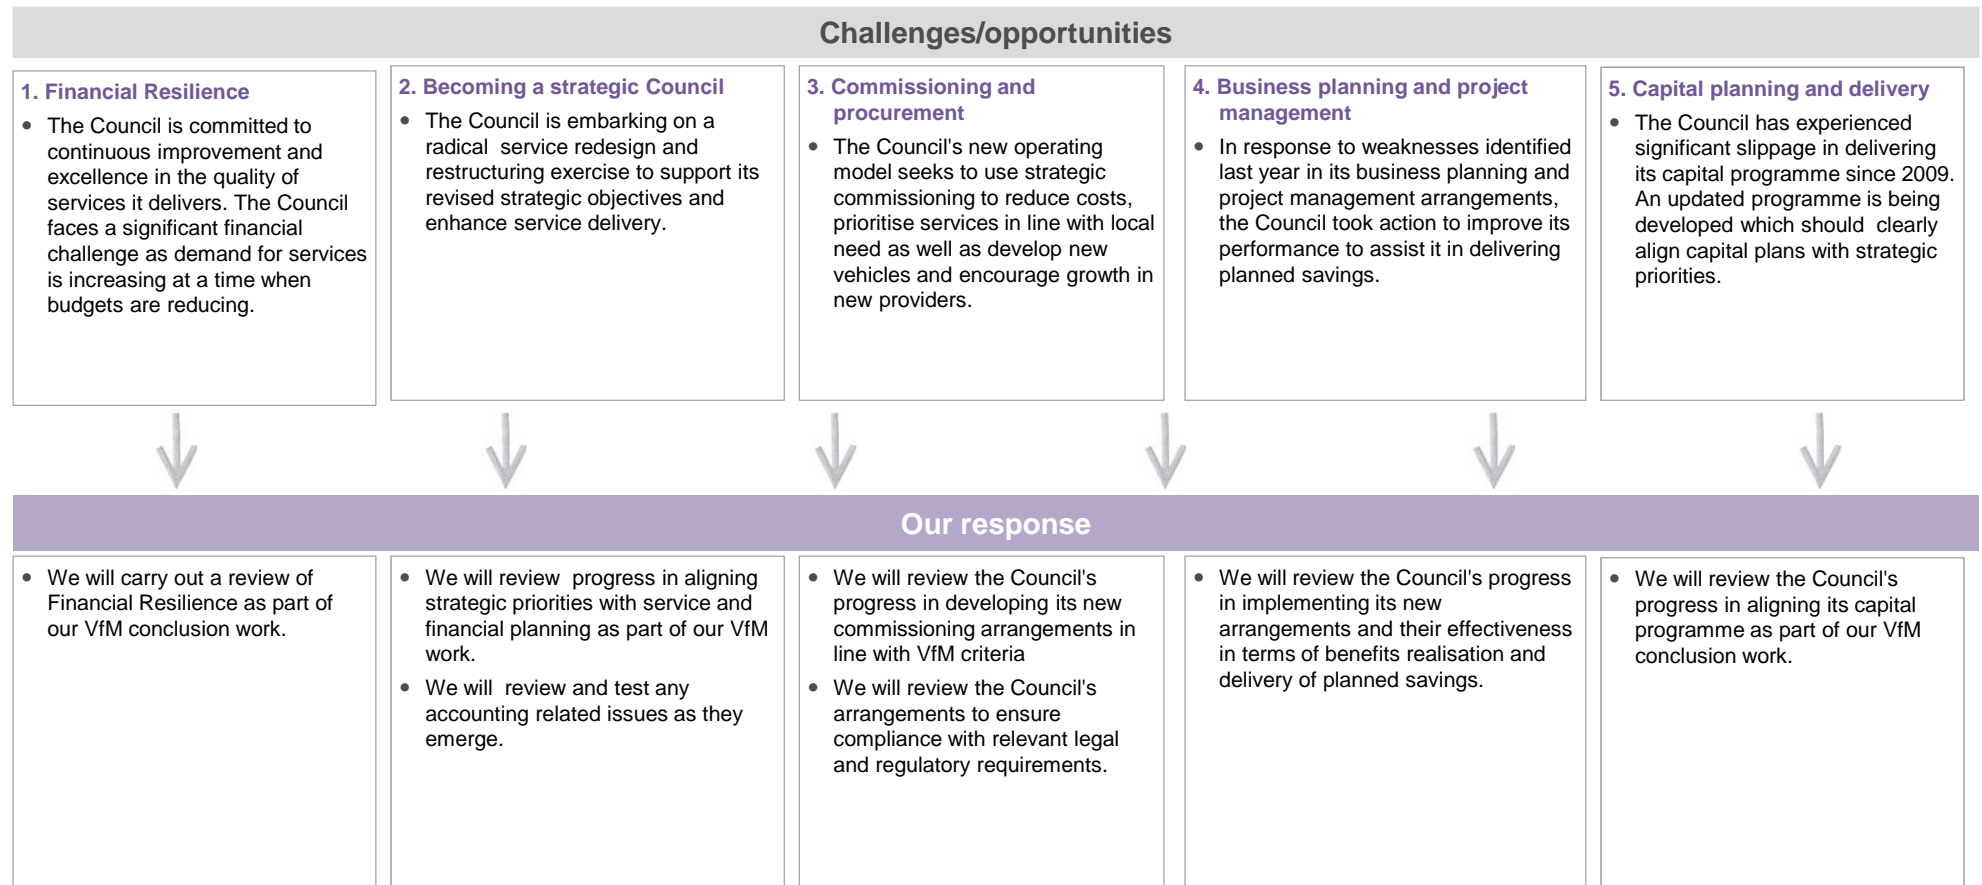 Challenges/opportunities
1. Financial Resilience
• The Council is committed to
continuous improvement and
excellence in the quality of
services it delivers. The Council
faces a significant financial
challenge as demand for services
is increasing at a time when
budgets are reducing.
2. Becoming a strategic Council
• The Council is embarking on a
radical service redesign and
restructuring exercise to support its
revised strategic objectives and
enhance service delivery.
3. Commissioning and
procurement
• The Council's new operating
model seeks to use strategic
commissioning to reduce costs,
prioritise services in line with local
need as well as develop new
vehicles and encourage growth in
new providers.
4. Business planning and project
management
• In response to weaknesses identified
last year in its business planning and
project management arrangements,
the Council took action to improve its
performance to assist it in delivering
planned savings.
5. Capital planning and delivery
• The Council has experienced
significant slippage in delivering
its capital programme since 2009.
An updated programme is being
developed which should clearly
align capital plans with strategic
priorities.
Our response
• We will carry out a review of
Financial Resilience as part of
our VfM conclusion work.
• We will review progress in aligning
strategic priorities with service and
financial planning as part of our VfM
work.
• We will review and test any
accounting related issues as they
emerge.
• We will review the Council's
progress in developing its new
commissioning arrangements in
line with VfM criteria
• We will review the Council's
arrangements to ensure
compliance with relevant legal
and regulatory requirements.
• We will review the Council's progress
in implementing its new
arrangements and their effectiveness
in terms of benefits realisation and
delivery of planned savings.
• We will review the Council's
progress in aligning its capital
programme as part of our VfM
conclusion work.